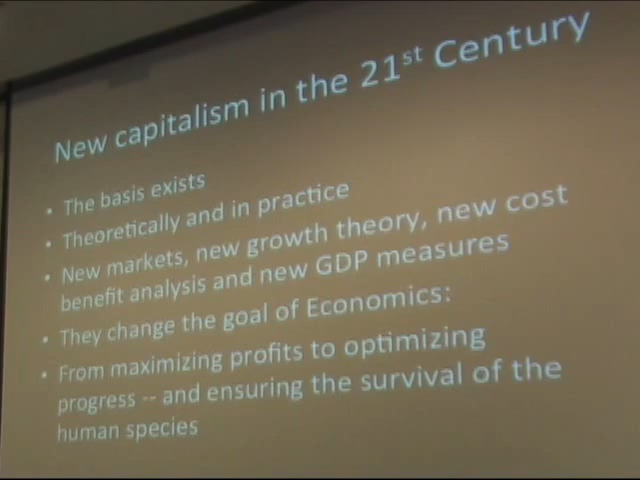 New capitalism in the 21st Century
• The basis exists
• Theoretically and in practice
• New markets, new growth theory, new cost
benefit analysis and new GDP measures
• They change the goal of Economics:
• From maximizing profits to optimizing
progress -- and ensuring the survival of the
human species